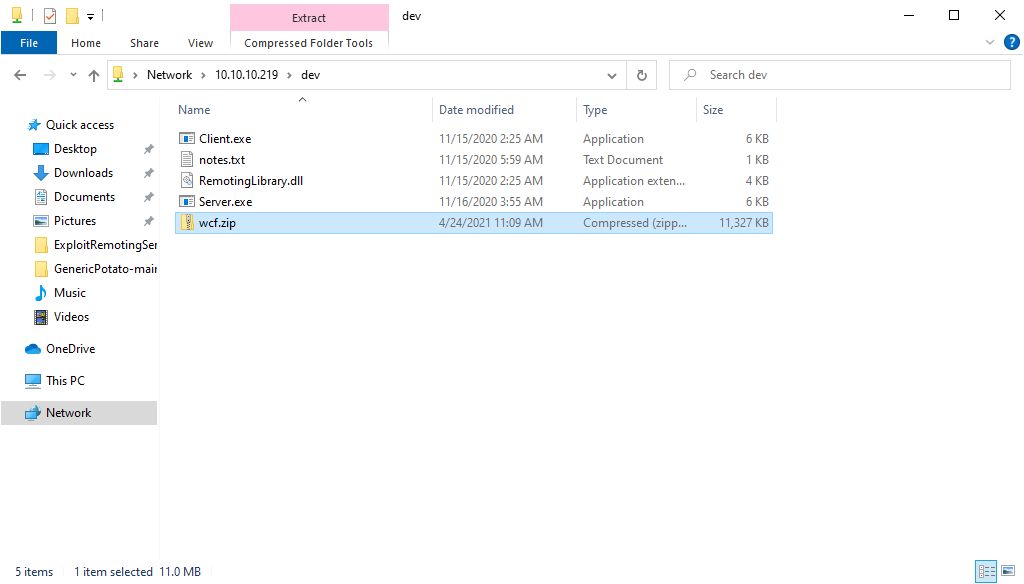 Extract
dev
File
Home
Share
View
Compressed Folder Tools
Network
10.10.10.219
dev
Search dev
Name
Date modified
Type
Size
Quick access
Desktop
Downloads
Documents
Pictures
ExploitRemotingSer
GenericPotato-mair
Music
Videos
OneDrive
This PC
Network
Client.exe 11/15/2020 2:25 AM Application 6 KB
notes.txt 11/15/2020 5:59 AM Text Document 1 KB
RemotingLibrary.dll 11/15/2020 2:25 AM Application exten... 4 KB
Server.exe 11/16/2020 3:55 AM Application 6 KB
wcf.zip 4/24/2021 11:09 AM Compressed (zipp... 11,327 KB
5 items 1 item selected 11.0 MB